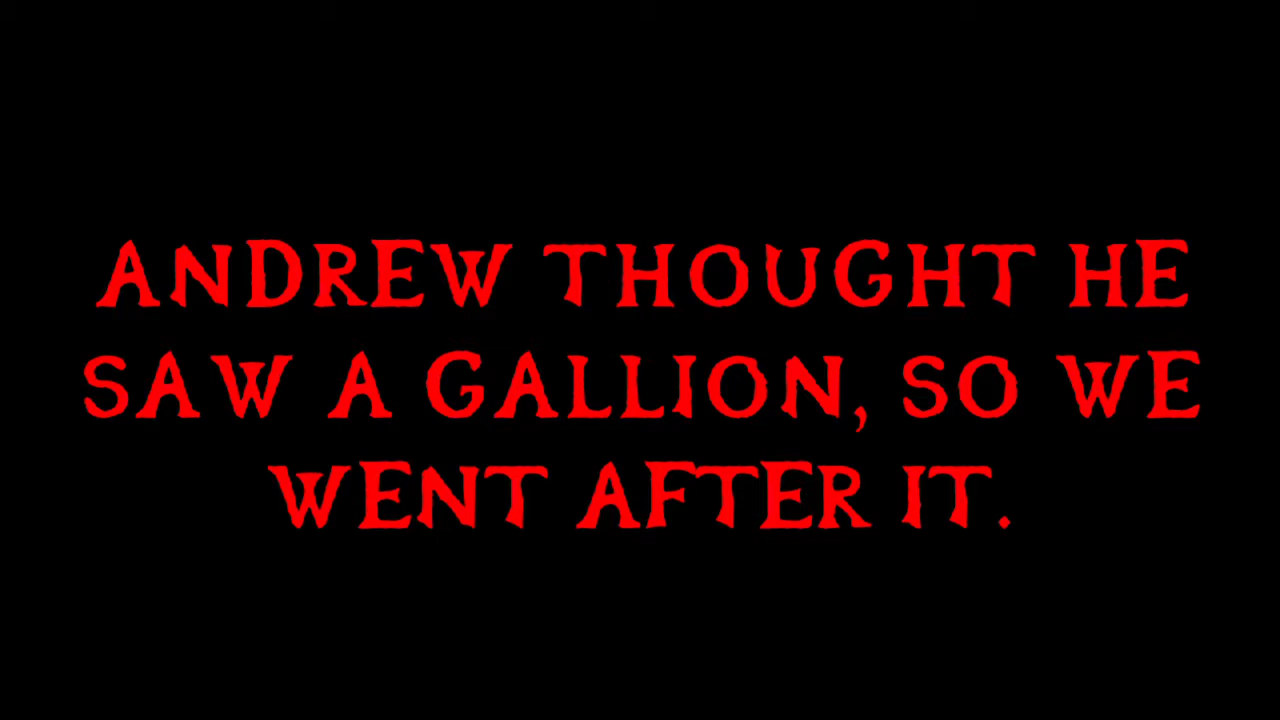 ANDREW THOUGHT HE
SAW A GALLION, SO WE
WENT AFTER IT.